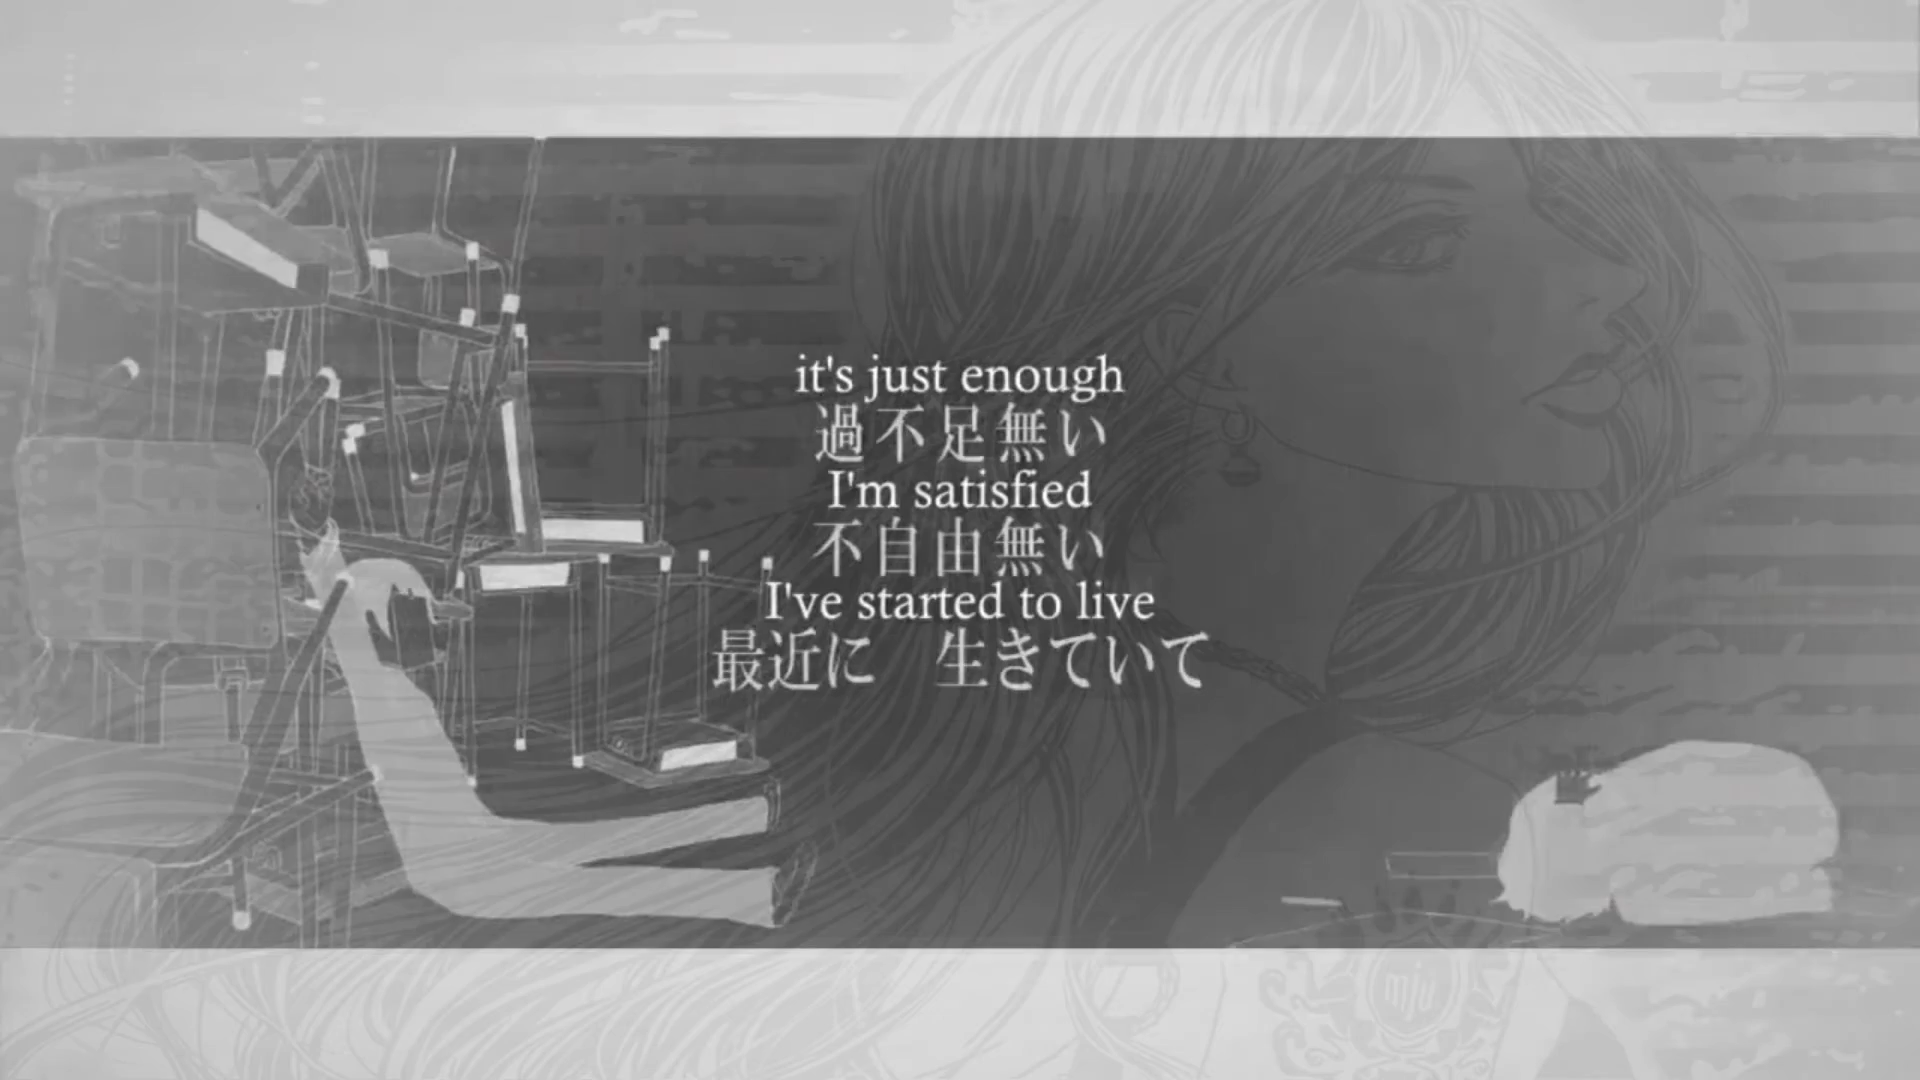 it's just enough
過不足無い
I'm satisfied
不自由無い
I've started to live
最近に　生きていて